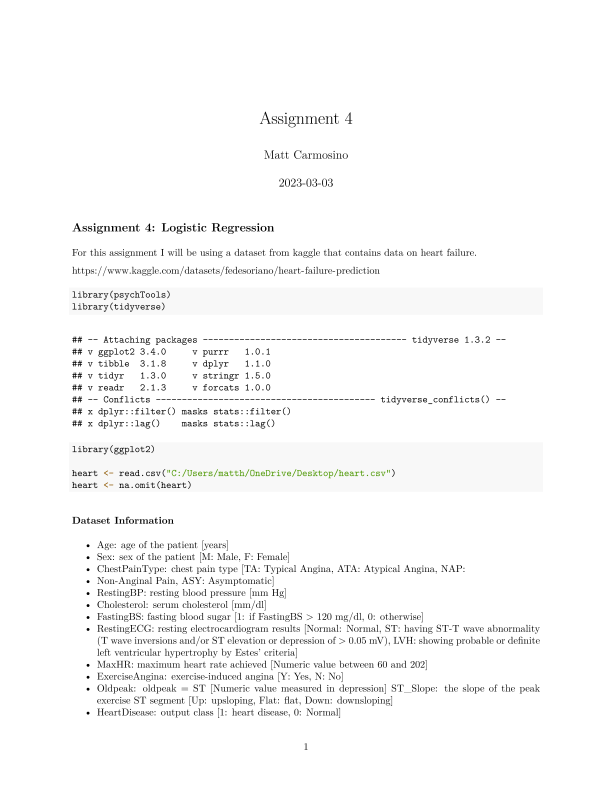 Assignment 4
Matt Carmosino
2023-03-03
Assignment 4: Logistic Regression
For this assignment I will be using a dataset from kaggle that contains data on heart failure.
https://www.kaggle.com/datasets/fedesoriano/heart-failure-prediction
library(psychTools)
library(tidyverse)
## -- Attaching packages --------------------------------------- tidyverse 1.3.2 --
## v ggplot2 3.4.0     v purrr   1.0.1
## v tibble  3.1.8     v dplyr   1.1.0
## v tidyr   1.3.0     v stringr 1.5.0
## v readr   2.1.3     v forcats 1.0.0
## -- Conflicts ------------------------------------------ tidyverse_conflicts() --
## x dplyr::filter() masks stats::filter()
## x dplyr::lag()    masks stats::lag()
library(ggplot2)
heart <- read.csv("C:/Users/matth/OneDrive/Desktop/heart.csv")
heart <- na.omit(heart)
Dataset Information
• Age: age of the patient [years]
• Sex: sex of the patient [M: Male, F: Female]
• ChestPainType: chest pain type [TA: Typical Angina, ATA: Atypical Angina, NAP:
• Non-Anginal Pain, ASY: Asymptomatic]
• RestingBP: resting blood pressure [mm Hg]
• Cholesterol: serum cholesterol [mm/dl]
• FastingBS: fasting blood sugar [1: if FastingBS > 120 mg/dl, 0: otherwise]
• RestingECG: resting electrocardiogram results [Normal: Normal, ST: having ST-T wave abnormality
(T wave inversions and/or ST elevation or depression of > 0.05 mV), LVH: showing probable or definite
left ventricular hypertrophy by Estes' criteria]
• MaxHR: maximum heart rate achieved [Numeric value between 60 and 202]
• ExerciseAngina: exercise-induced angina [Y: Yes, N: No]
• Oldpeak: oldpeak = ST [Numeric value measured in depression] ST_Slope: the slope of the peak
exercise ST segment [Up: upsloping, Flat: flat, Down: downsloping]
• HeartDisease: output class [1: heart disease, 0: Normal]
1